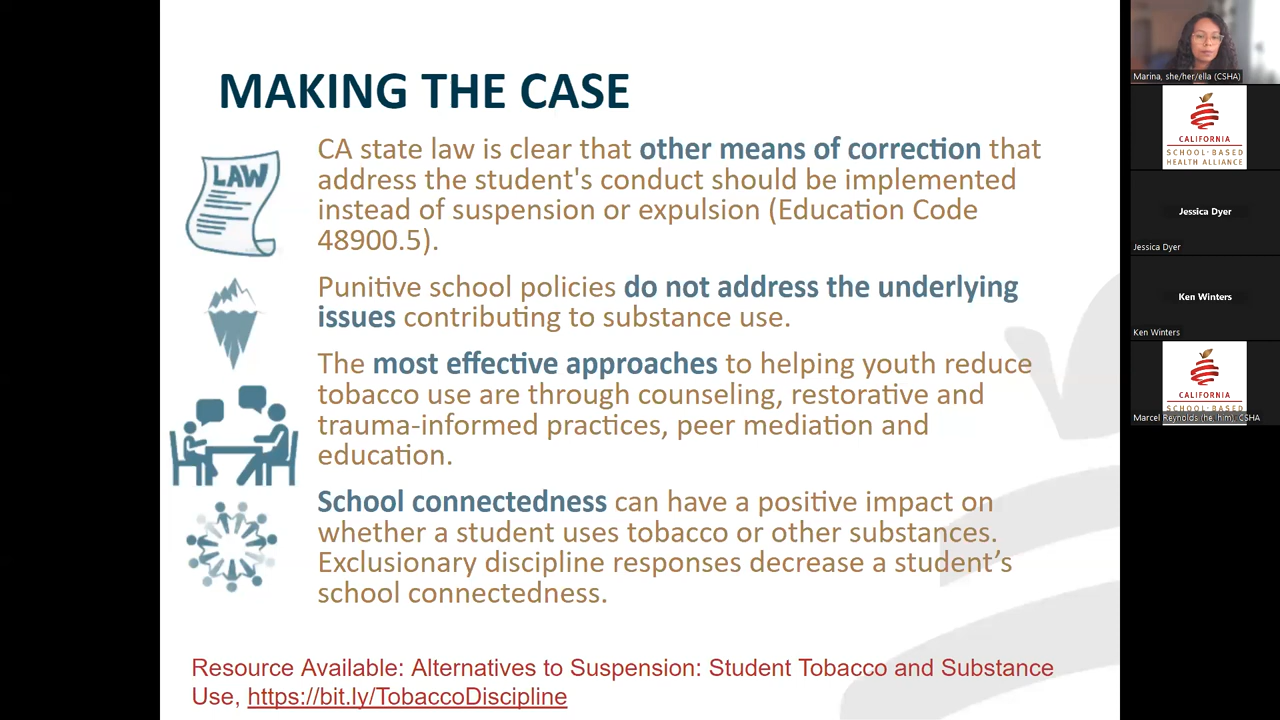 MAKING THE CASE
LAW
CA state law is clear that other means of correction that
address the student's conduct should be implemented
instead of suspension or expulsion (Education Code
48900.5).
Punitive school policies do not address the underlying
issues contributing to substance use.
The most effective approaches to helping youth reduce
tobacco use are through counseling, restorative and
trauma-informed practices, peer mediation and
education.
School connectedness can have a positive impact on
whether a student uses tobacco or other substances.
Exclusionary discipline responses decrease a student’s
school connectedness.
Resource Available: Alternatives to Suspension: Student Tobacco and Substance
Use, https://bit.ly/TobaccoDiscipline
Marina, she/her/ella (CSHA)
CALIFORNIA
SCHOOL-BASED
HEALTH ALLIANCE
Jessica Dyer
Jessica Dyer
Ken Winters
Ken Winters
CALIFORNIA
SCHOOL-BASED
Marcel Reynolds (he, him), CSHA